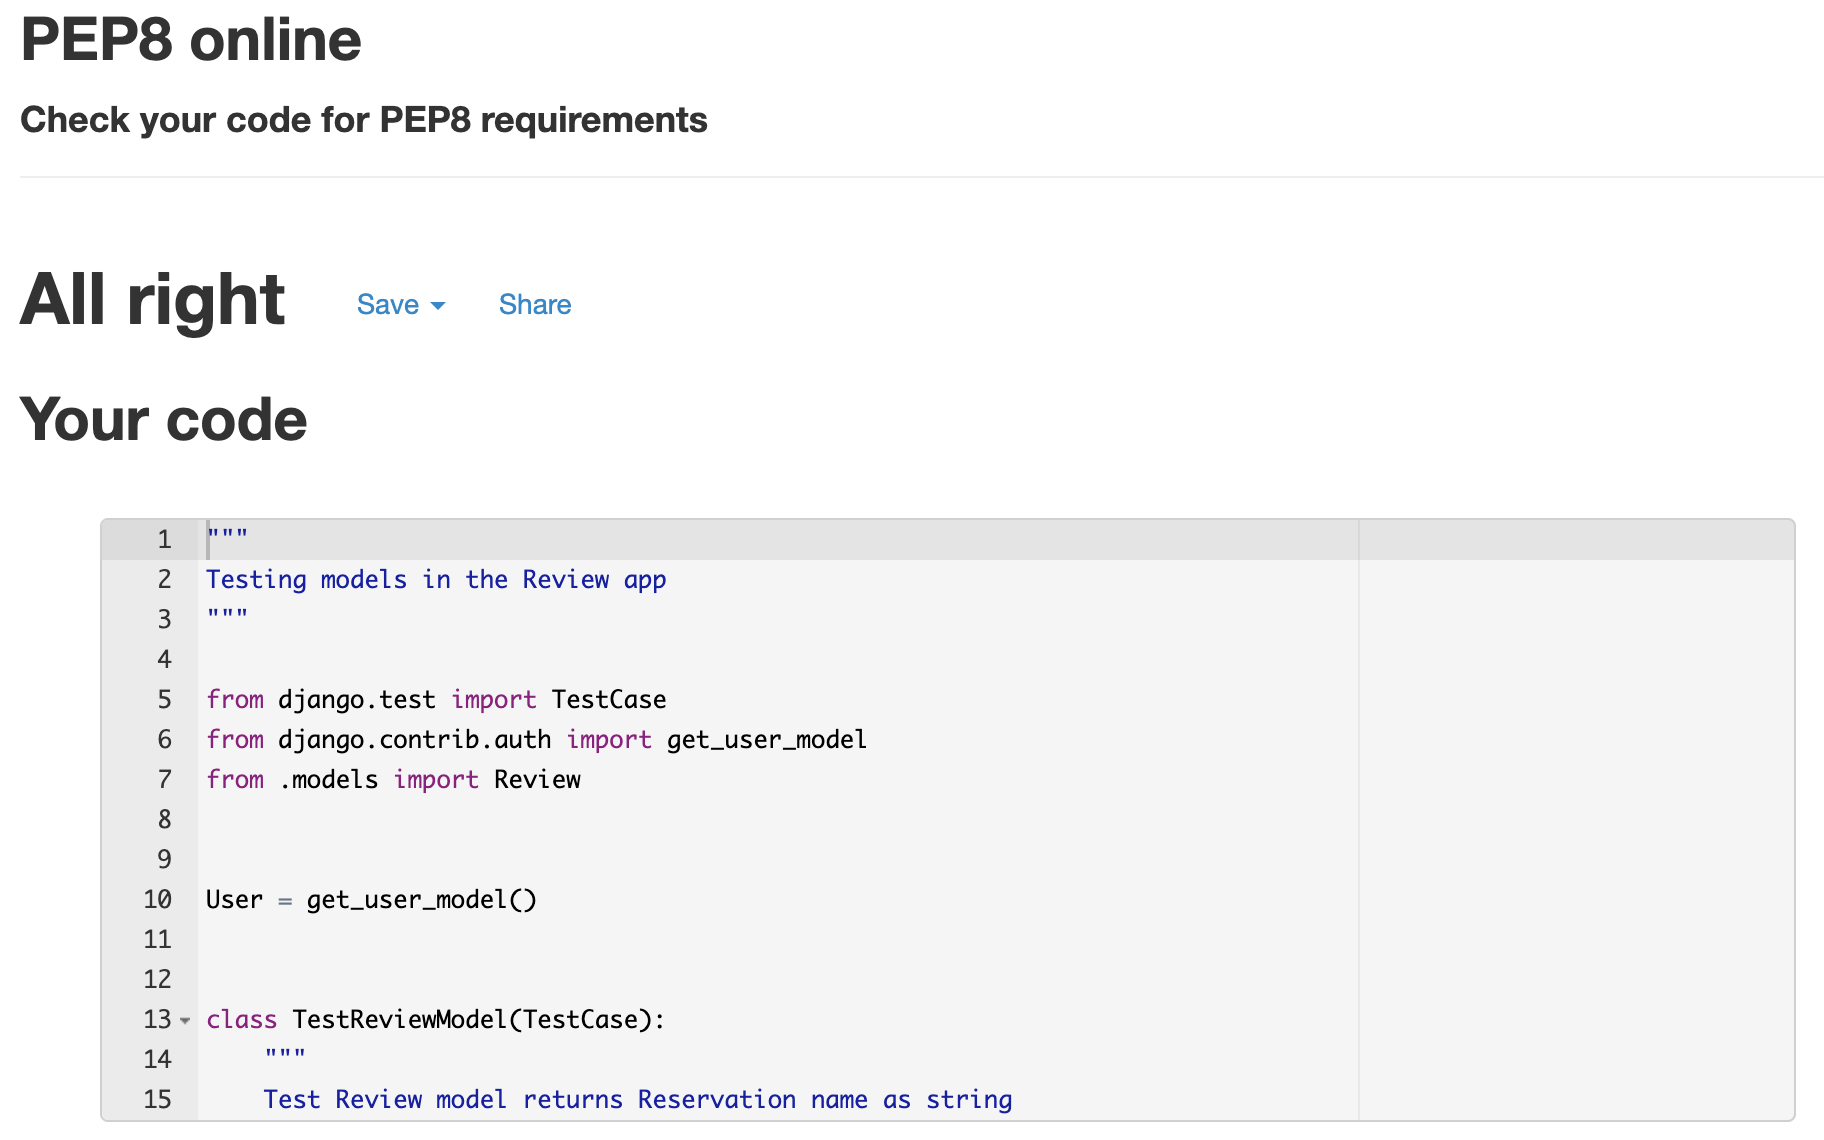 PEP8 online
Check your code for PEP8 requirements
All right Save Share
Your code
1 """
2 Testing models in the Review app
3 """
4
5 from django.test import TestCase
6 from django.contrib.auth import get_user_model
7 from .models import Review
8
9
10 User = get_user_model()
11
12
13 class TestReviewModel(TestCase):
14     """
15     Test Review model returns Reservation name as string